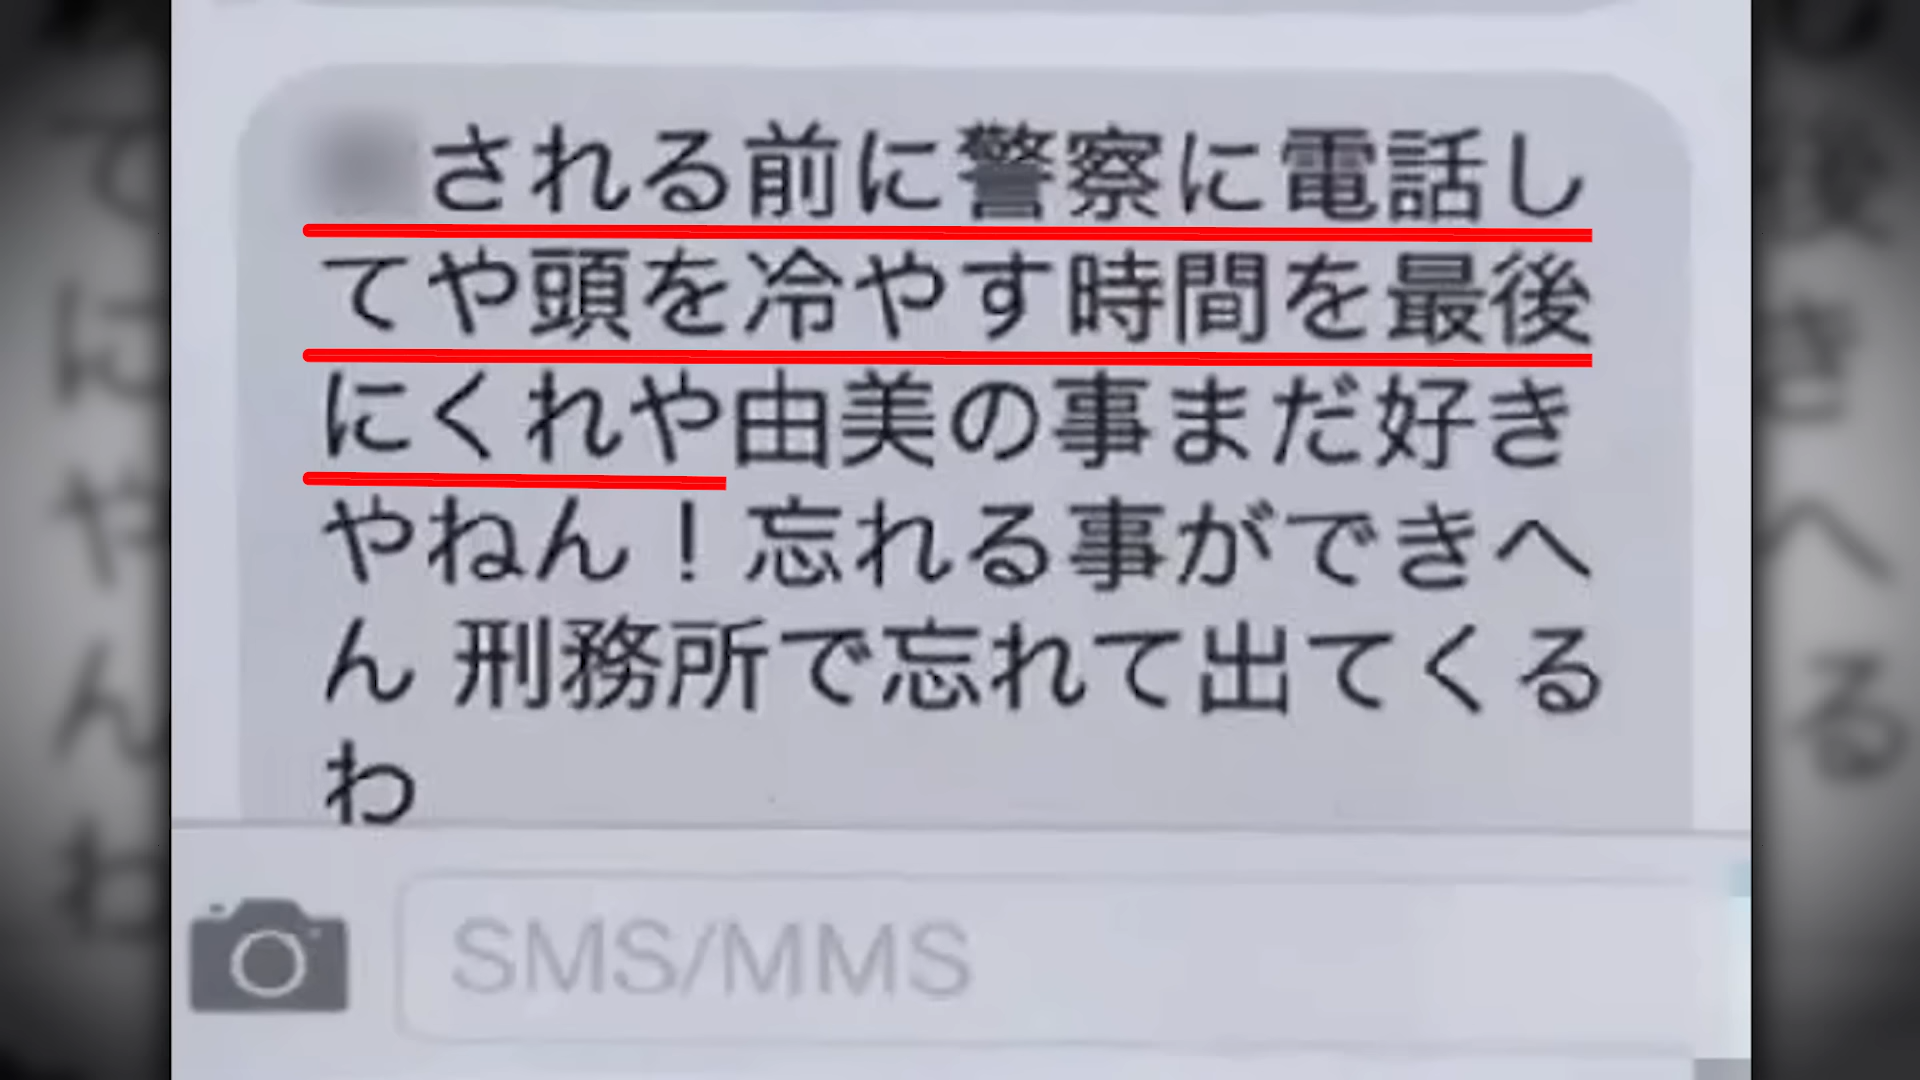 される前に警察に電話し
てや頭を冷やす時間を最後
にくれや由美の事まだ好き
やねん！忘れる事ができへ
ん 刑務所で忘れて出てくる
わ
SMS/MMS